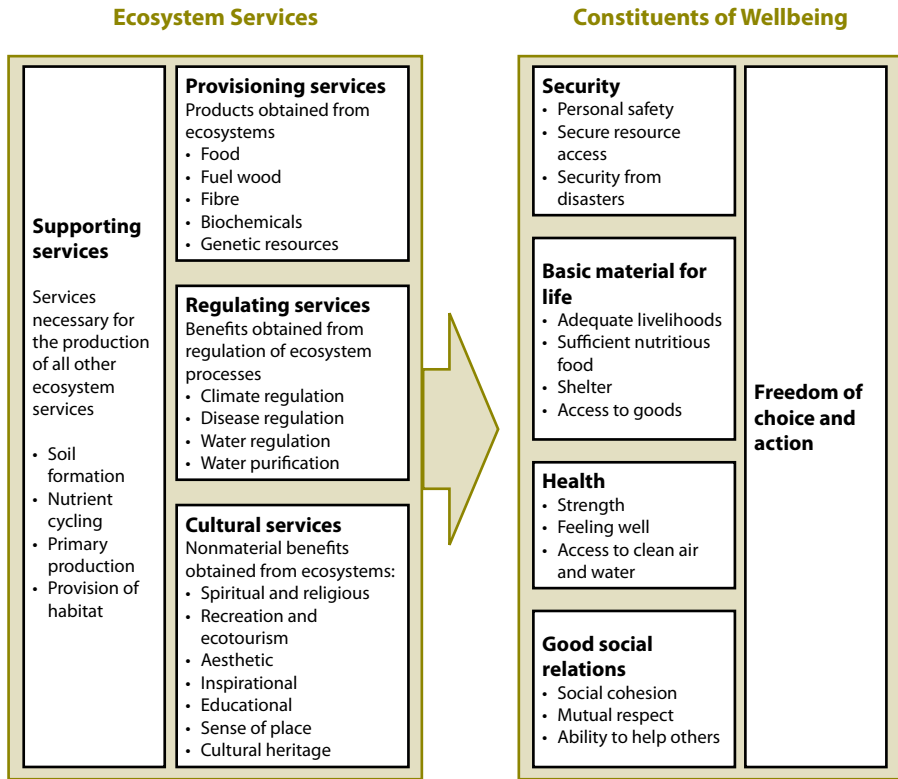 Ecosystem Services
Supporting
services
Services
necessary for
the production
of all other
ecosystem
services
• Soil
formation
• Nutrient
cycling
• Primary
production
• Provision of
habitat
Provisioning services
Products obtained from
ecosystems
• Food
• Fuel wood
• Fibre
• Biochemicals
• Genetic resources
Regulating services
Benefits obtained from
regulation of ecosystem
processes
• Climate regulation
• Disease regulation
• Water regulation
• Water purification
Cultural services
Nonmaterial benefits
obtained from ecosystems:
• Spiritual and religious
• Recreation and
ecotourism
• Aesthetic
• Inspirational
• Educational
• Sense of place
• Cultural heritage
Constituents of Wellbeing
Security
• Personal safety
• Secure resource
access
• Security from
disasters
Basic material for
life
• Adequate livelihoods
• Sufficient nutritious
food
• Shelter
• Access to goods
Health
• Strength
• Feeling well
• Access to clean air
and water
Good social
relations
• Social cohesion
• Mutual respect
• Ability to help others
Freedom of
choice and
action